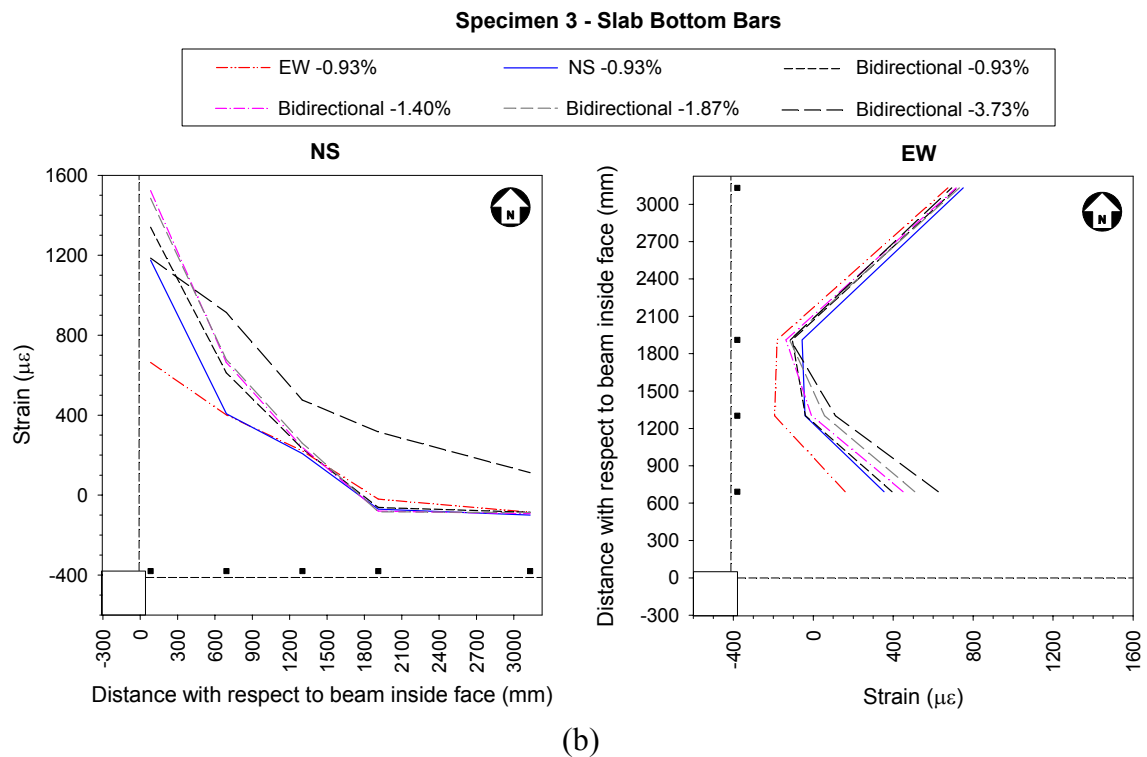 Specimen 3 - Slab Bottom Bars
EW -0.93%
NS -0.93%
Bidirectional -0.93%
Bidirectional -1.40%
Bidirectional -1.87%
Bidirectional -3.73%
NS
1600
1200
800
400
0
-400
Strain (με)
N
-300
0
300
600
900
1200
1500
1800
2100
2400
2700
3000
Distance with respect to beam inside face (mm)
EW
3000
2700
2400
2100
1800
1500
1200
900
600
300
0
-300
Distance with respect to beam inside face (mm)
N
-400
0
400
800
1200
1600
Strain (με)
(b)